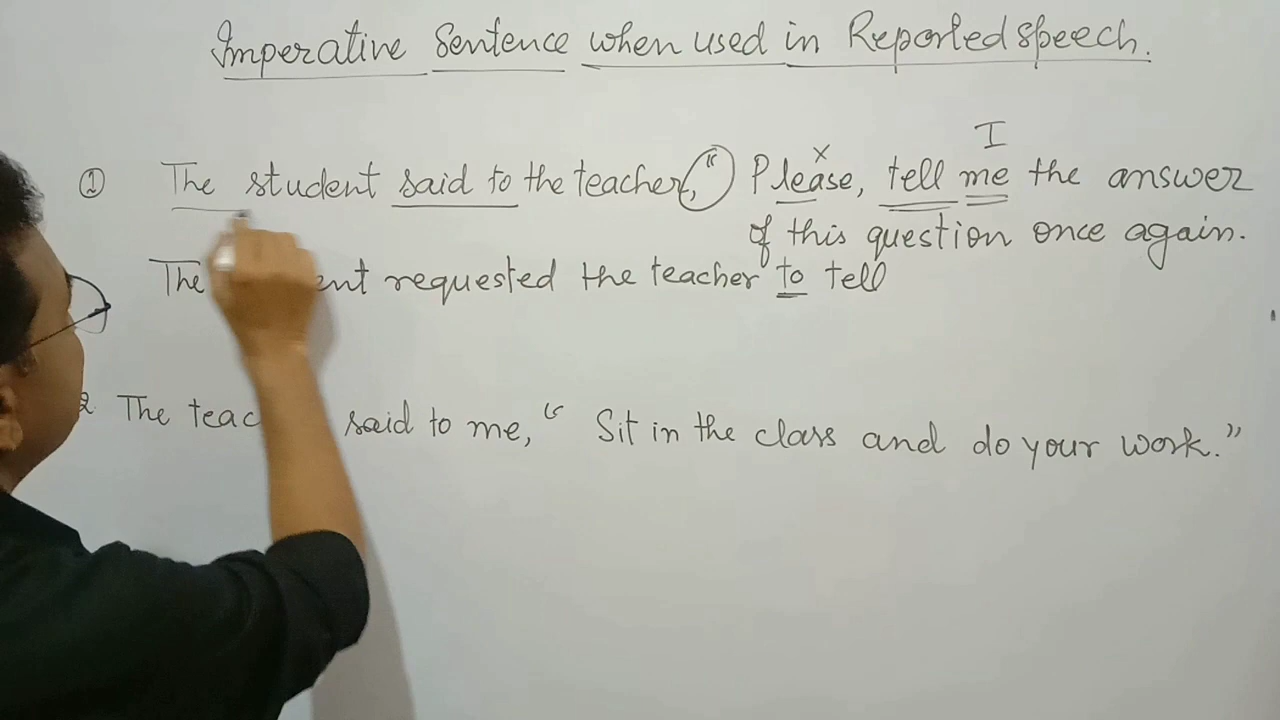 Imperative Sentence when used in Reported speech.
I
① The student said to the teacher, “ Please, tell me the answer
x
of this question once again.
The ent requested the teacher to tell
2 The teac said to me, “ Sit in the class and do your work.”